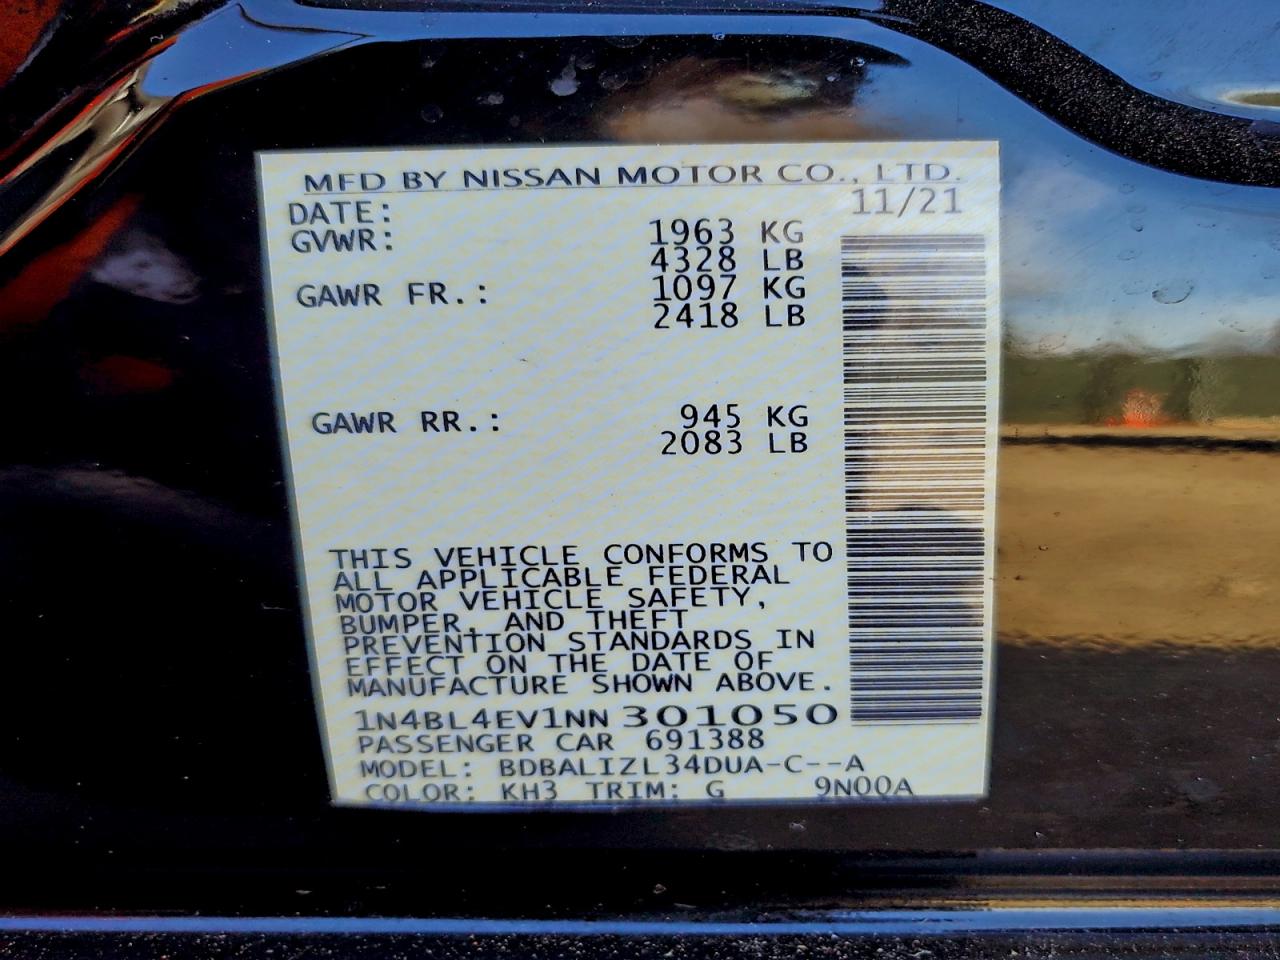 MFD BY NISSAN MOTOR CO., LTD.
DATE: 11/21
GVWR: 1963 KG
4328 LB
GAWR FR.: 1097 KG
2418 LB
GAWR RR.: 945 KG
2083 LB
THIS VEHICLE CONFORMS TO
ALL APPLICABLE FEDERAL
MOTOR VEHICLE SAFETY,
BUMPER, AND THEFT
PREVENTION STANDARDS IN
EFFECT ON THE DATE OF
MANUFACTURE SHOWN ABOVE.
1N4BL4EV1NN301050
PASSENGER CAR 691388
MODEL: BDBALIZL34DUA-C--A
COLOR: KH3 TRIM: G 9N00A